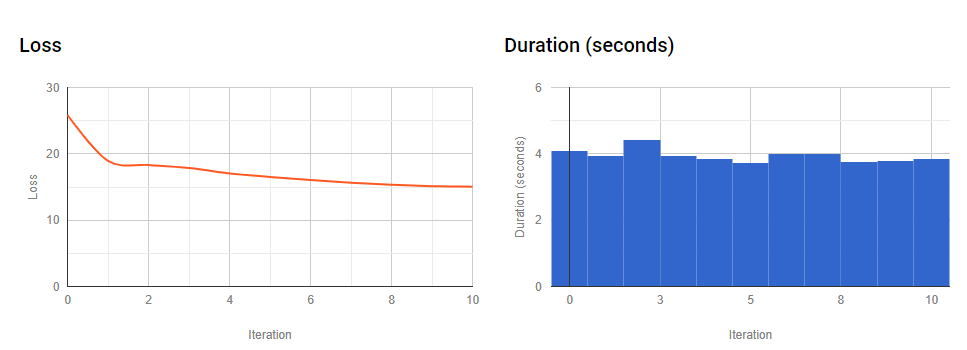 Loss
30
20
10
0
Loss
0 2 4 6 8 10
Iteration
Duration (seconds)
6
4
2
0
Duration (seconds)
0 3 5 8 10
Iteration